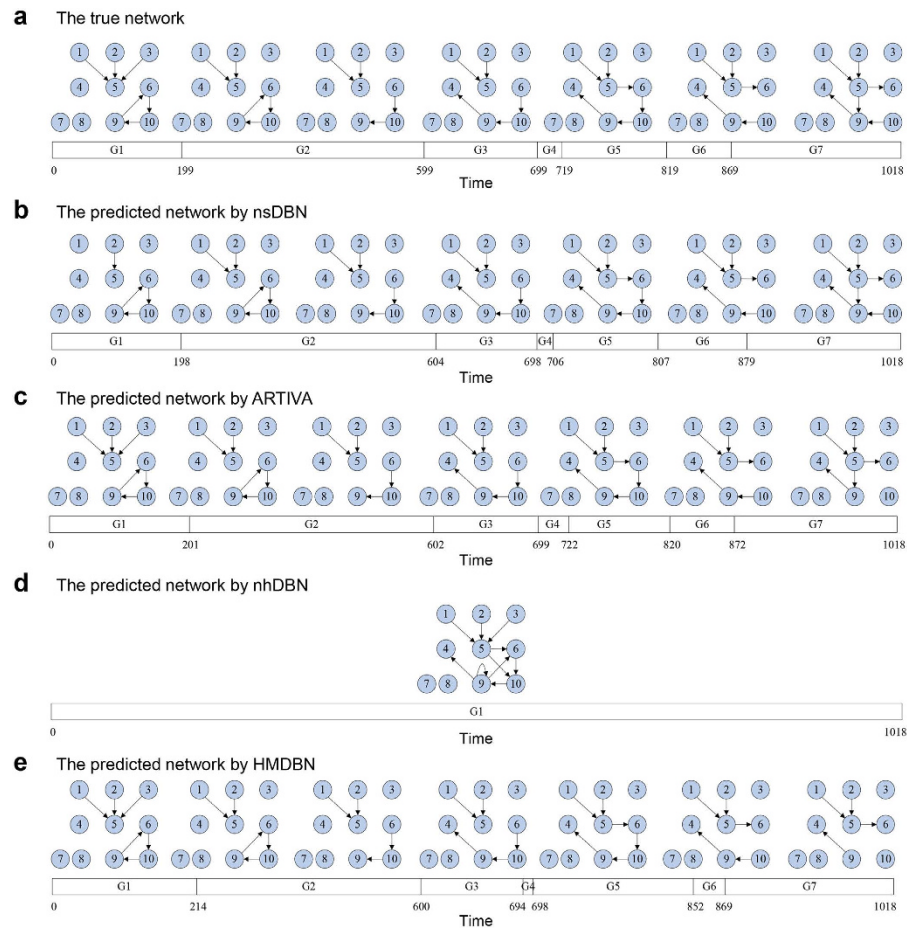 a The true network
1 2 3 1 2 3 1 2 3 1 2 3 1 2 3 1 2 3 1 2 3
4 5 6 4 5 6 4 5 6 4 5 6 4 5 6 4 5 6 4 5 6
7 8 9 10 7 8 9 10 7 8 9 10 7 8 9 10 7 8 9 10 7 8 9 10 7 8 9 10
G1 G2 G3 G4 G5 G6 G7
0 199 599 699 719 819 869 1018
Time
b The predicted network by nsDBN
1 2 3 1 2 3 1 2 3 1 2 3 1 2 3 1 2 3 1 2 3
4 5 6 4 5 6 4 5 6 4 5 6 4 5 6 4 5 6 4 5 6
7 8 9 10 7 8 9 10 7 8 9 10 7 8 9 10 7 8 9 10 7 8 9 10 7 8 9 10
G1 G2 G3 G4 G5 G6 G7
0 198 604 698 706 807 879 1018
Time
c The predicted network by ARTIVA
1 2 3 1 2 3 1 2 3 1 2 3 1 2 3 1 2 3 1 2 3
4 5 6 4 5 6 4 5 6 4 5 6 4 5 6 4 5 6 4 5 6
7 8 9 10 7 8 9 10 7 8 9 10 7 8 9 10 7 8 9 10 7 8 9 10 7 8 9 10
G1 G2 G3 G4 G5 G6 G7
0 201 602 699 722 820 872 1018
Time
d The predicted network by nhDBN
1 2 3
4 5 6
7 8 9 10
G1
0 1018
Time
e The predicted network by HMDBN
1 2 3 1 2 3 1 2 3 1 2 3 1 2 3 1 2 3 1 2 3
4 5 6 4 5 6 4 5 6 4 5 6 4 5 6 4 5 6 4 5 6
7 8 9 10 7 8 9 10 7 8 9 10 7 8 9 10 7 8 9 10 7 8 9 10 7 8 9 10
G1 G2 G3 G4 G5 G6 G7
0 214 600 694 698 852 869 1018
Time